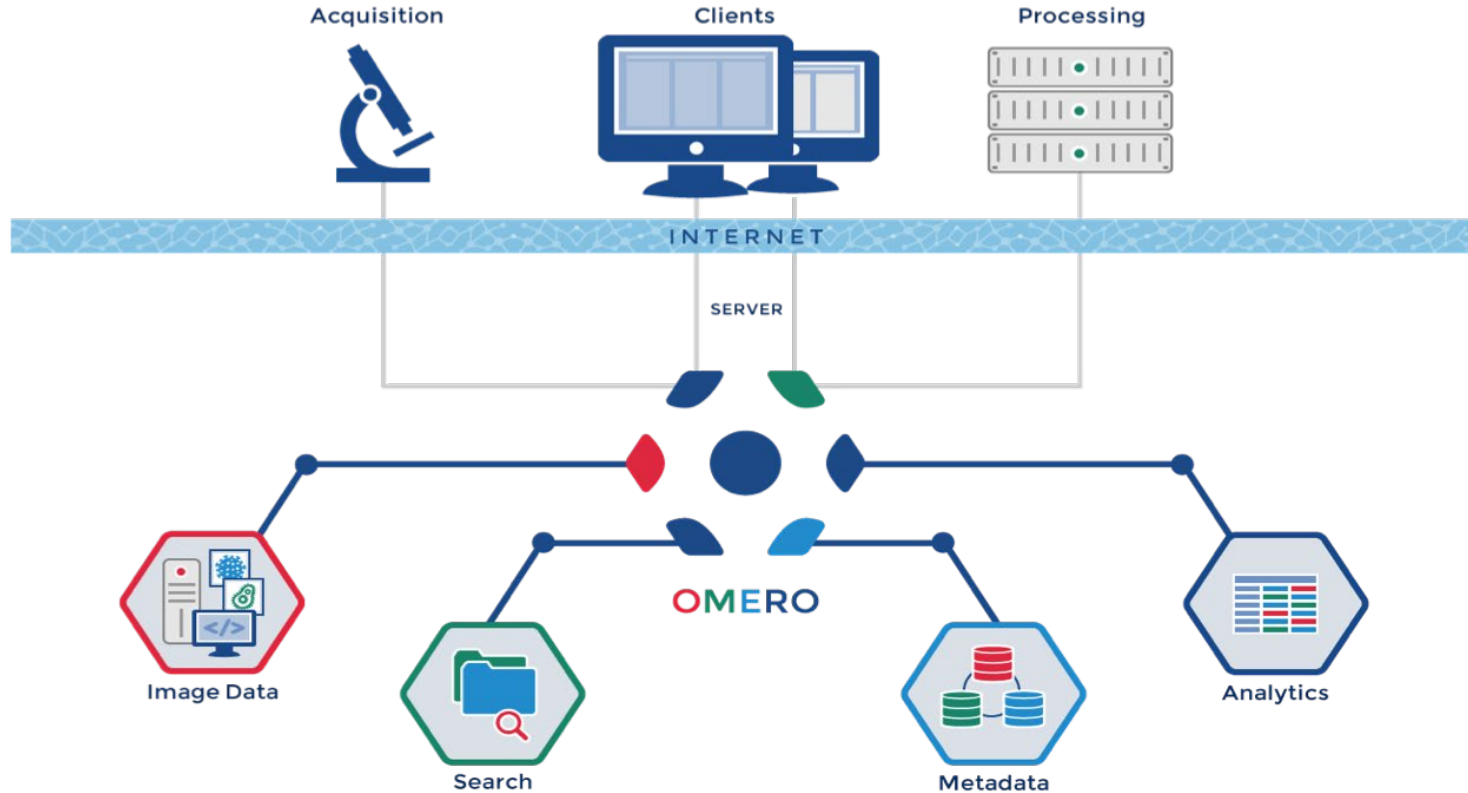 Acquisition
Clients
Processing
INTERNET
SERVER
OMERO
</>
Image Data
Analytics
Search
Metadata